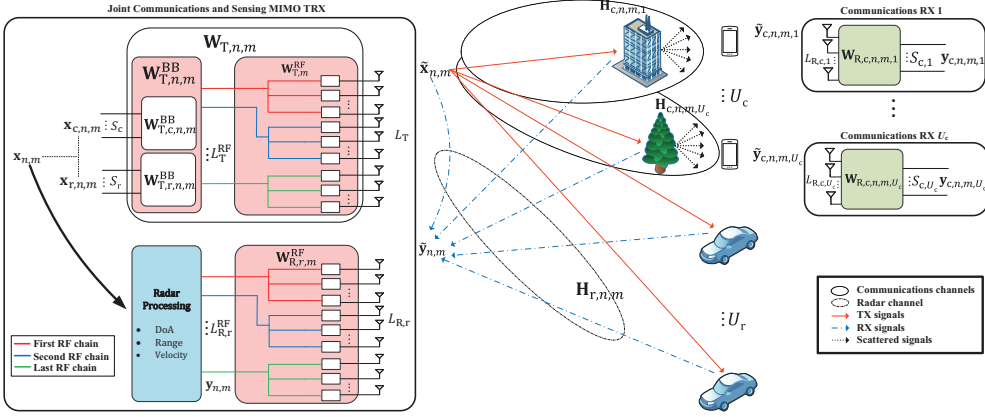 Joint Communications and Sensing MIMO TRX
W_{T,n,m}
W^{BB}_{T,n,m}
W^{RF}_{T,m}
x_{c,n,m}
⋮S_c
W^{BB}_{T,c,n,m}
⋮L^{RF}_T
L_T
x_{n,m}
x_{r,n,m}
⋮S_r
W^{BB}_{T,r,n,m}
Radar
Processing
• DoA
• Range
• Velocity
W^{RF}_{R,r,m}
⋮L^{RF}_{R,r}
L_{R,r}
y_{n,m}
First RF chain
Second RF chain
Last RF chain
x̃_{n,m}
ỹ_{n,m}
H_{c,n,m,1}
ỹ_{c,n,m,1}
⋮U_c
H_{c,n,m,U_c}
ỹ_{c,n,m,U_c}
H_{r,n,m}
⋮U_r
Communications RX 1
L_{R,c,1}⋮
W_{R,c,n,m,1}
⋮S_{c,1}
y_{c,n,m,1}
⋮
Communications RX U_c
L_{R,c,U_c}⋮
W_{R,c,n,m,U_c}
⋮S_{c,U_c}
y_{c,n,m,U_c}
Communications channels
Radar channel
TX signals
RX signals
Scattered signals